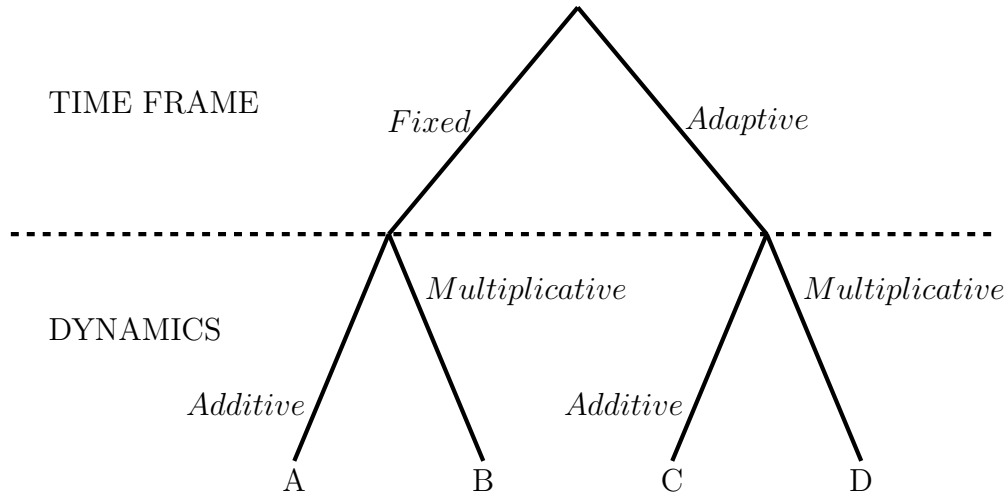 TIME FRAME
Fixed
Adaptive
Multiplicative
Multiplicative
DYNAMICS
Additive
Additive
A
B
C
D